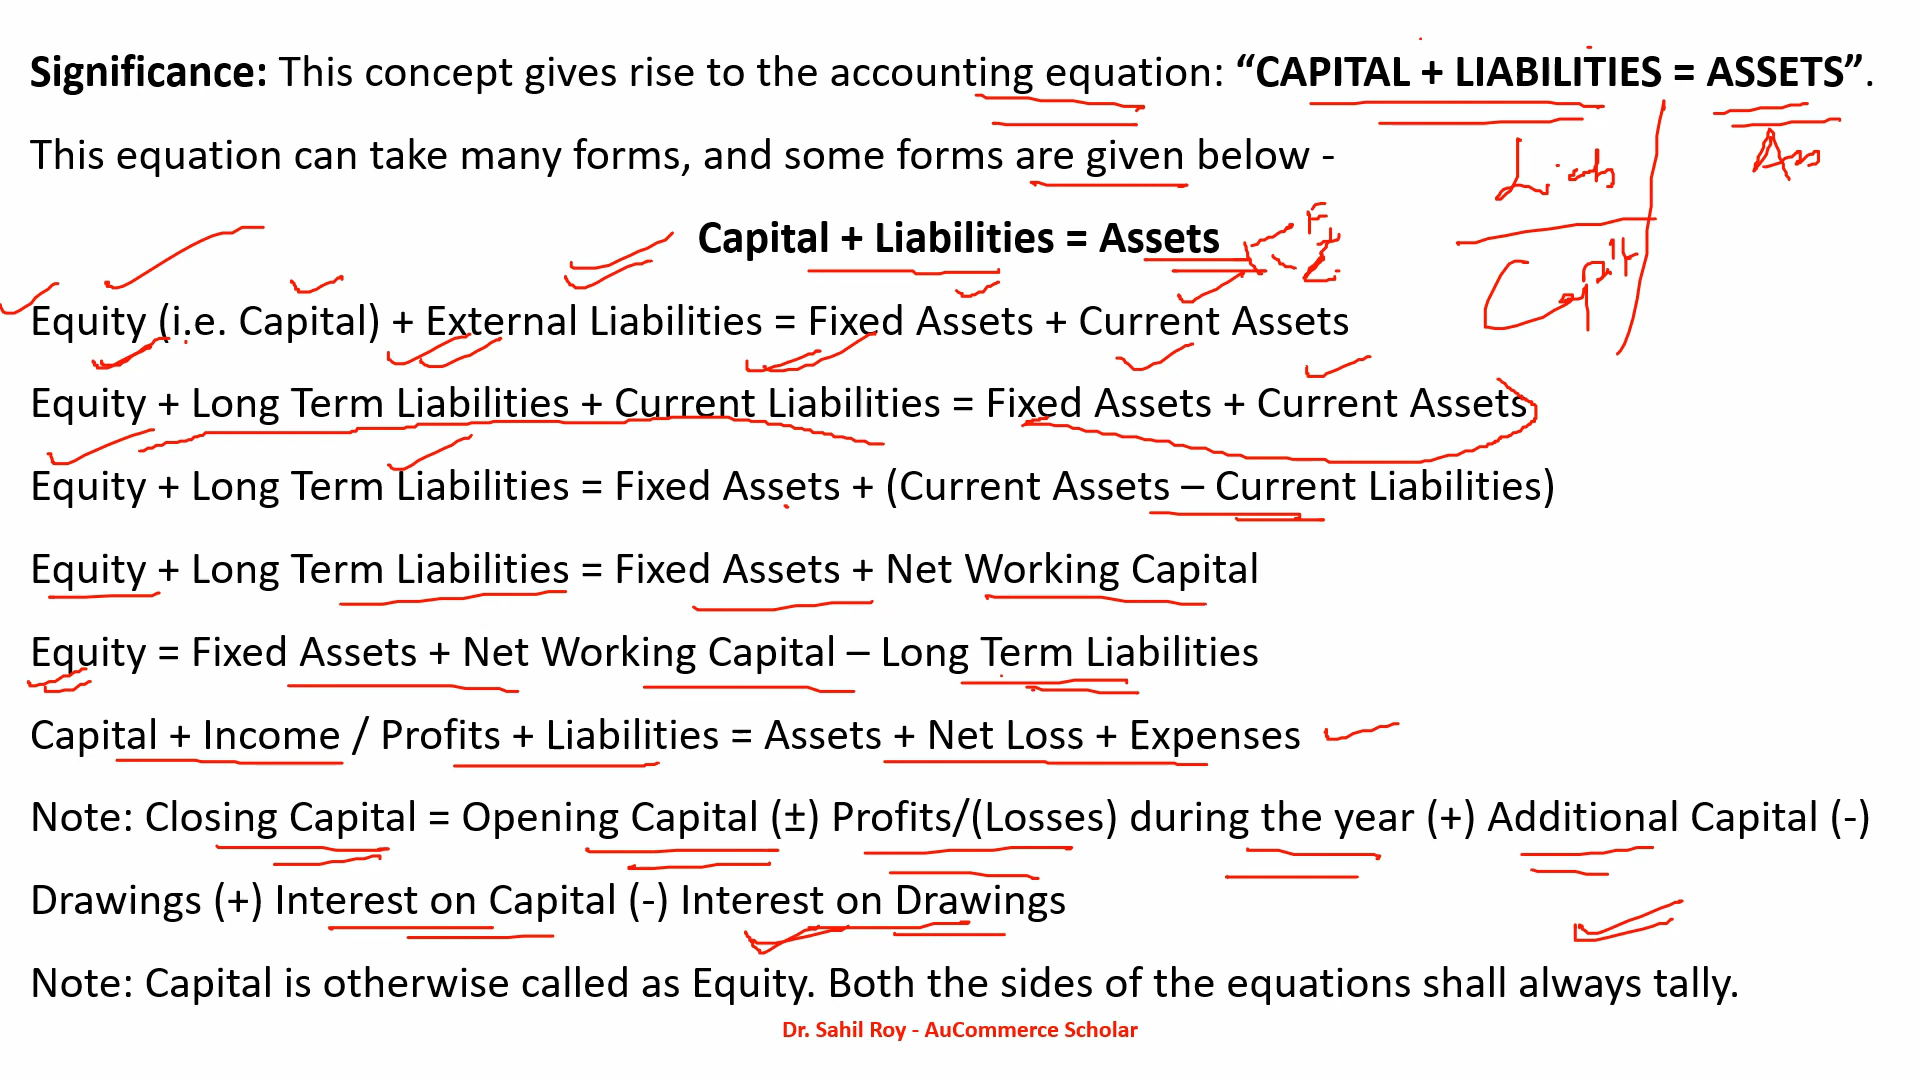 Significance: This concept gives rise to the accounting equation: “CAPITAL + LIABILITIES = ASSETS”.
This equation can take many forms, and some forms are given below -
Capital + Liabilities = Assets
Equity (i.e. Capital) + External Liabilities = Fixed Assets + Current Assets
Equity + Long Term Liabilities + Current Liabilities = Fixed Assets + Current Assets
Equity + Long Term Liabilities = Fixed Assets + (Current Assets – Current Liabilities)
Equity + Long Term Liabilities = Fixed Assets + Net Working Capital
Equity = Fixed Assets + Net Working Capital – Long Term Liabilities
Capital + Income / Profits + Liabilities = Assets + Net Loss + Expenses
Note: Closing Capital = Opening Capital (±) Profits/(Losses) during the year (+) Additional Capital (-)
Drawings (+) Interest on Capital (-) Interest on Drawings
Note: Capital is otherwise called as Equity. Both the sides of the equations shall always tally.
Dr. Sahil Roy - AuCommerce Scholar